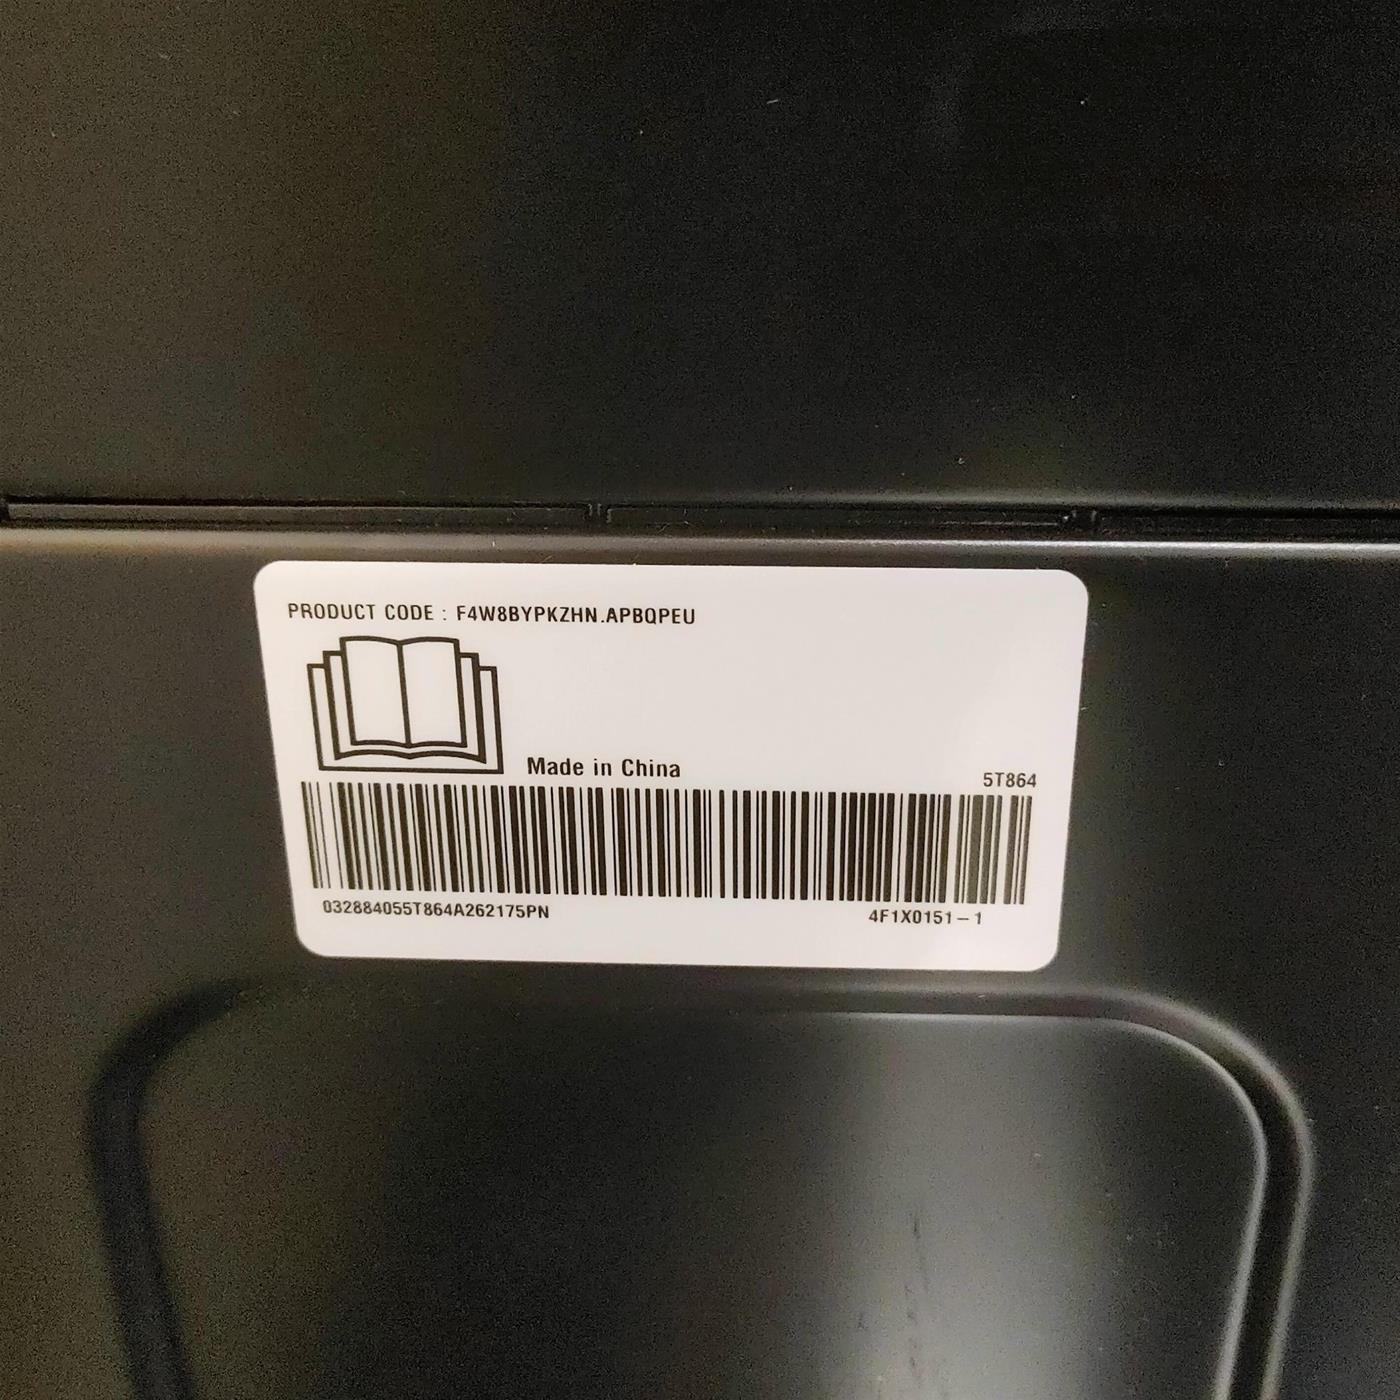 PRODUCT CODE : F4W8BYPKZHN.APBQPEU
Made in China
5T864
032884055T864A262175PN
4F1X0151-1